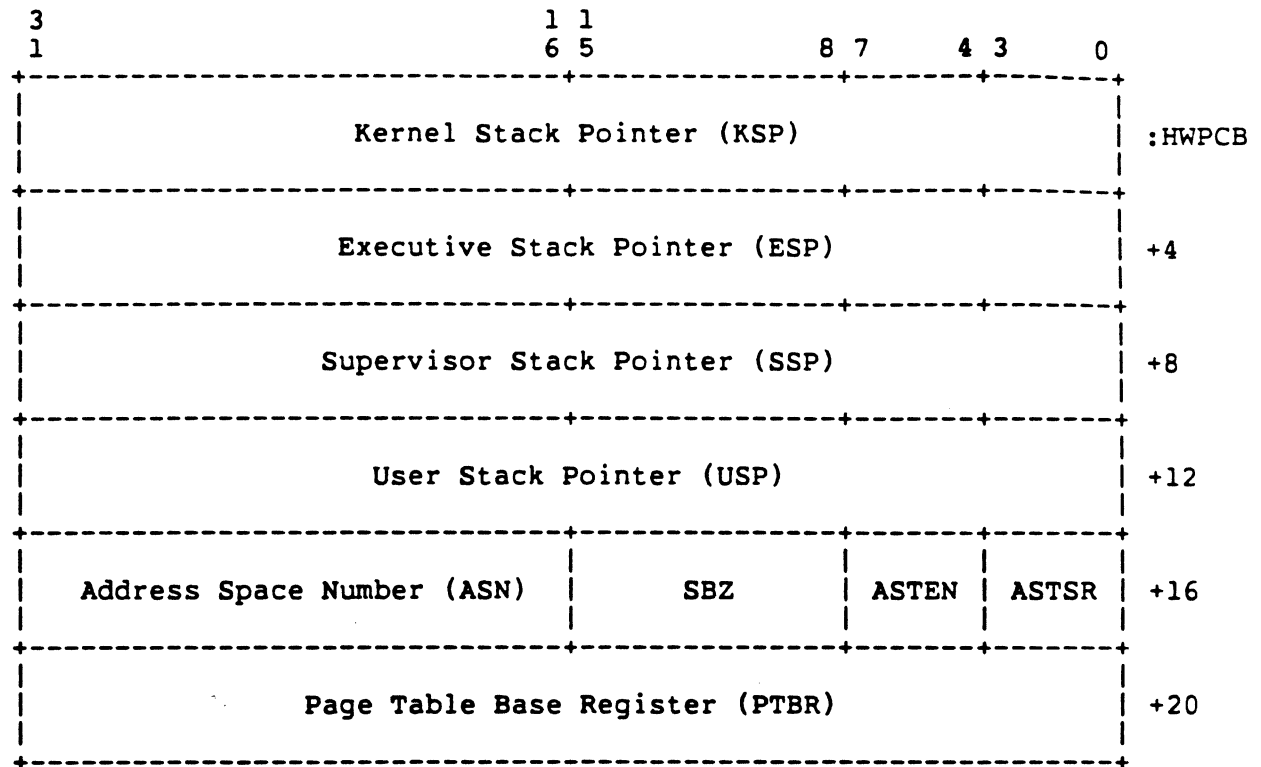 3 1 1
1 6 5 8 7 4 3 0
Kernel Stack Pointer (KSP) :HWPCB
Executive Stack Pointer (ESP) +4
Supervisor Stack Pointer (SSP) +8
User Stack Pointer (USP) +12
Address Space Number (ASN) SBZ ASTEN ASTSR +16
Page Table Base Register (PTBR) +20